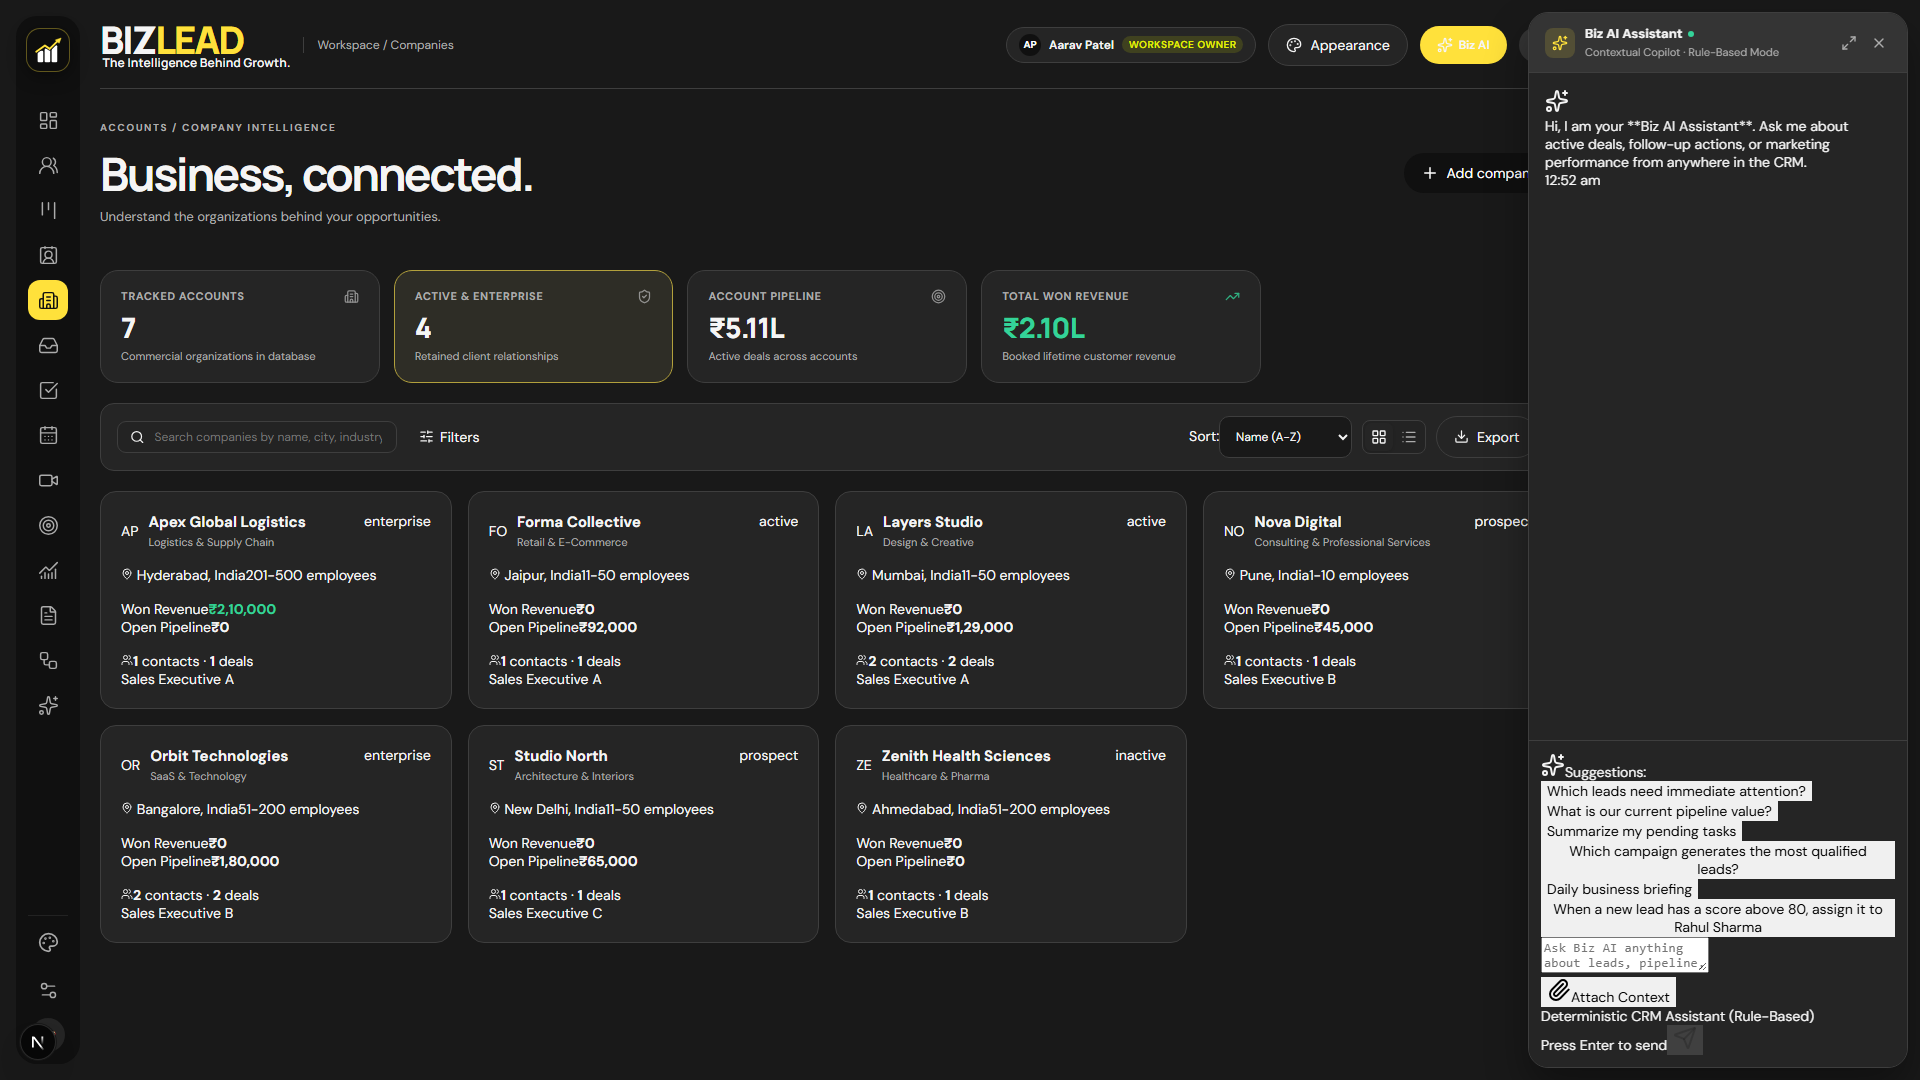 BIZLEAD
The Intelligence Behind Growth.
Workspace / Companies
AP Aarav Patel WORKSPACE OWNER
Appearance
Biz AI
ACCOUNTS / COMPANY INTELLIGENCE
Business, connected.
Understand the organizations behind your opportunities.
Add compan
TRACKED ACCOUNTS
7
Commercial organizations in database
ACTIVE & ENTERPRISE
4
Retained client relationships
ACCOUNT PIPELINE
₹5.11L
Active deals across accounts
TOTAL WON REVENUE
₹2.10L
Booked lifetime customer revenue
Search companies by name, city, industry
Filters
Sort: Name (A-Z)
Export
AP Apex Global Logistics enterprise
Logistics & Supply Chain
Hyderabad, India201-500 employees
Won Revenue₹2,10,000
Open Pipeline₹0
1 contacts · 1 deals
Sales Executive A
FO Forma Collective active
Retail & E-Commerce
Jaipur, India11-50 employees
Won Revenue₹0
Open Pipeline₹92,000
1 contacts · 1 deals
Sales Executive A
LA Layers Studio active
Design & Creative
Mumbai, India11-50 employees
Won Revenue₹0
Open Pipeline₹1,29,000
2 contacts · 2 deals
Sales Executive A
NO Nova Digital prospec
Consulting & Professional Services
Pune, India1-10 employees
Won Revenue₹0
Open Pipeline₹45,000
1 contacts · 1 deals
Sales Executive B
OR Orbit Technologies enterprise
SaaS & Technology
Bangalore, India51-200 employees
Won Revenue₹0
Open Pipeline₹1,80,000
2 contacts · 2 deals
Sales Executive B
ST Studio North prospect
Architecture & Interiors
New Delhi, India11-50 employees
Won Revenue₹0
Open Pipeline₹65,000
1 contacts · 1 deals
Sales Executive C
ZE Zenith Health Sciences inactive
Healthcare & Pharma
Ahmedabad, India51-200 employees
Won Revenue₹0
Open Pipeline₹0
1 contacts · 1 deals
Sales Executive B
N
Biz AI Assistant
Contextual Copilot · Rule-Based Mode
Hi, I am your **Biz AI Assistant**. Ask me about
active deals, follow-up actions, or marketing
performance from anywhere in the CRM.
12:52 am
Suggestions:
Which leads need immediate attention?
What is our current pipeline value?
Summarize my pending tasks
Which campaign generates the most qualified
leads?
Daily business briefing
When a new lead has a score above 80, assign it to
Rahul Sharma
Ask Biz AI anything
about leads, pipeline,
Attach Context
Deterministic CRM Assistant (Rule-Based)
Press Enter to send